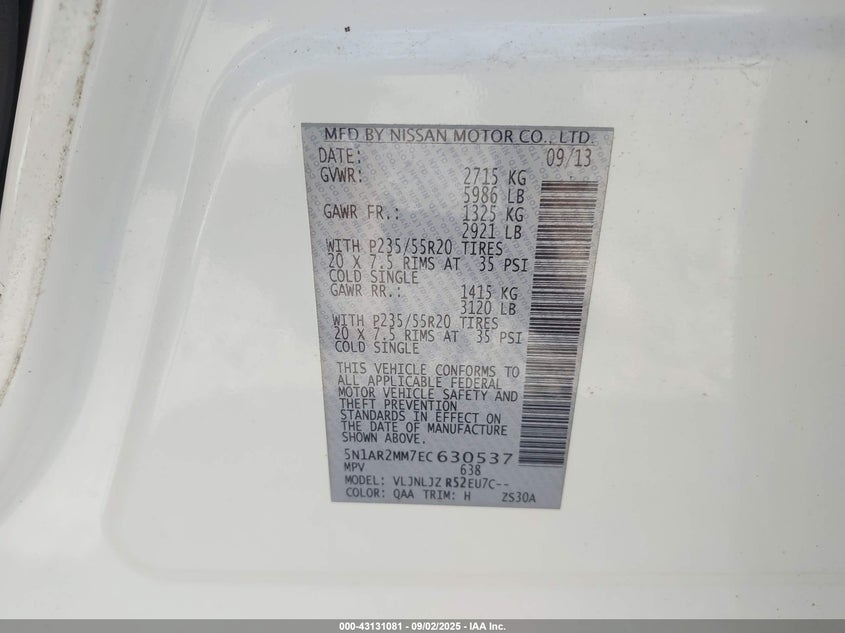 MFD BY NISSAN MOTOR CO., LTD.
DATE: 09/13
GVWR: 2715 KG
5986 LB
GAWR FR.: 1325 KG
2921 LB
WITH P235/55R20 TIRES
20 X 7.5 RIMS AT 35 PSI
COLD SINGLE
GAWR RR.: 1415 KG
3120 LB
WITH P235/55R20 TIRES
20 X 7.5 RIMS AT 35 PSI
COLD SINGLE
THIS VEHICLE CONFORMS TO
ALL APPLICABLE FEDERAL
MOTOR VEHICLE SAFETY AND
THEFT PREVENTION
STANDARDS IN EFFECT ON
THE DATE OF MANUFACTURE
SHOWN ABOVE.
5N1AR2MM7EC630537
MPV 638
MODEL: VLJNLJZ R52EU7C--
COLOR: QAA TRIM: H ZS30A
000-43131081 - 09/02/2025 - IAA Inc.